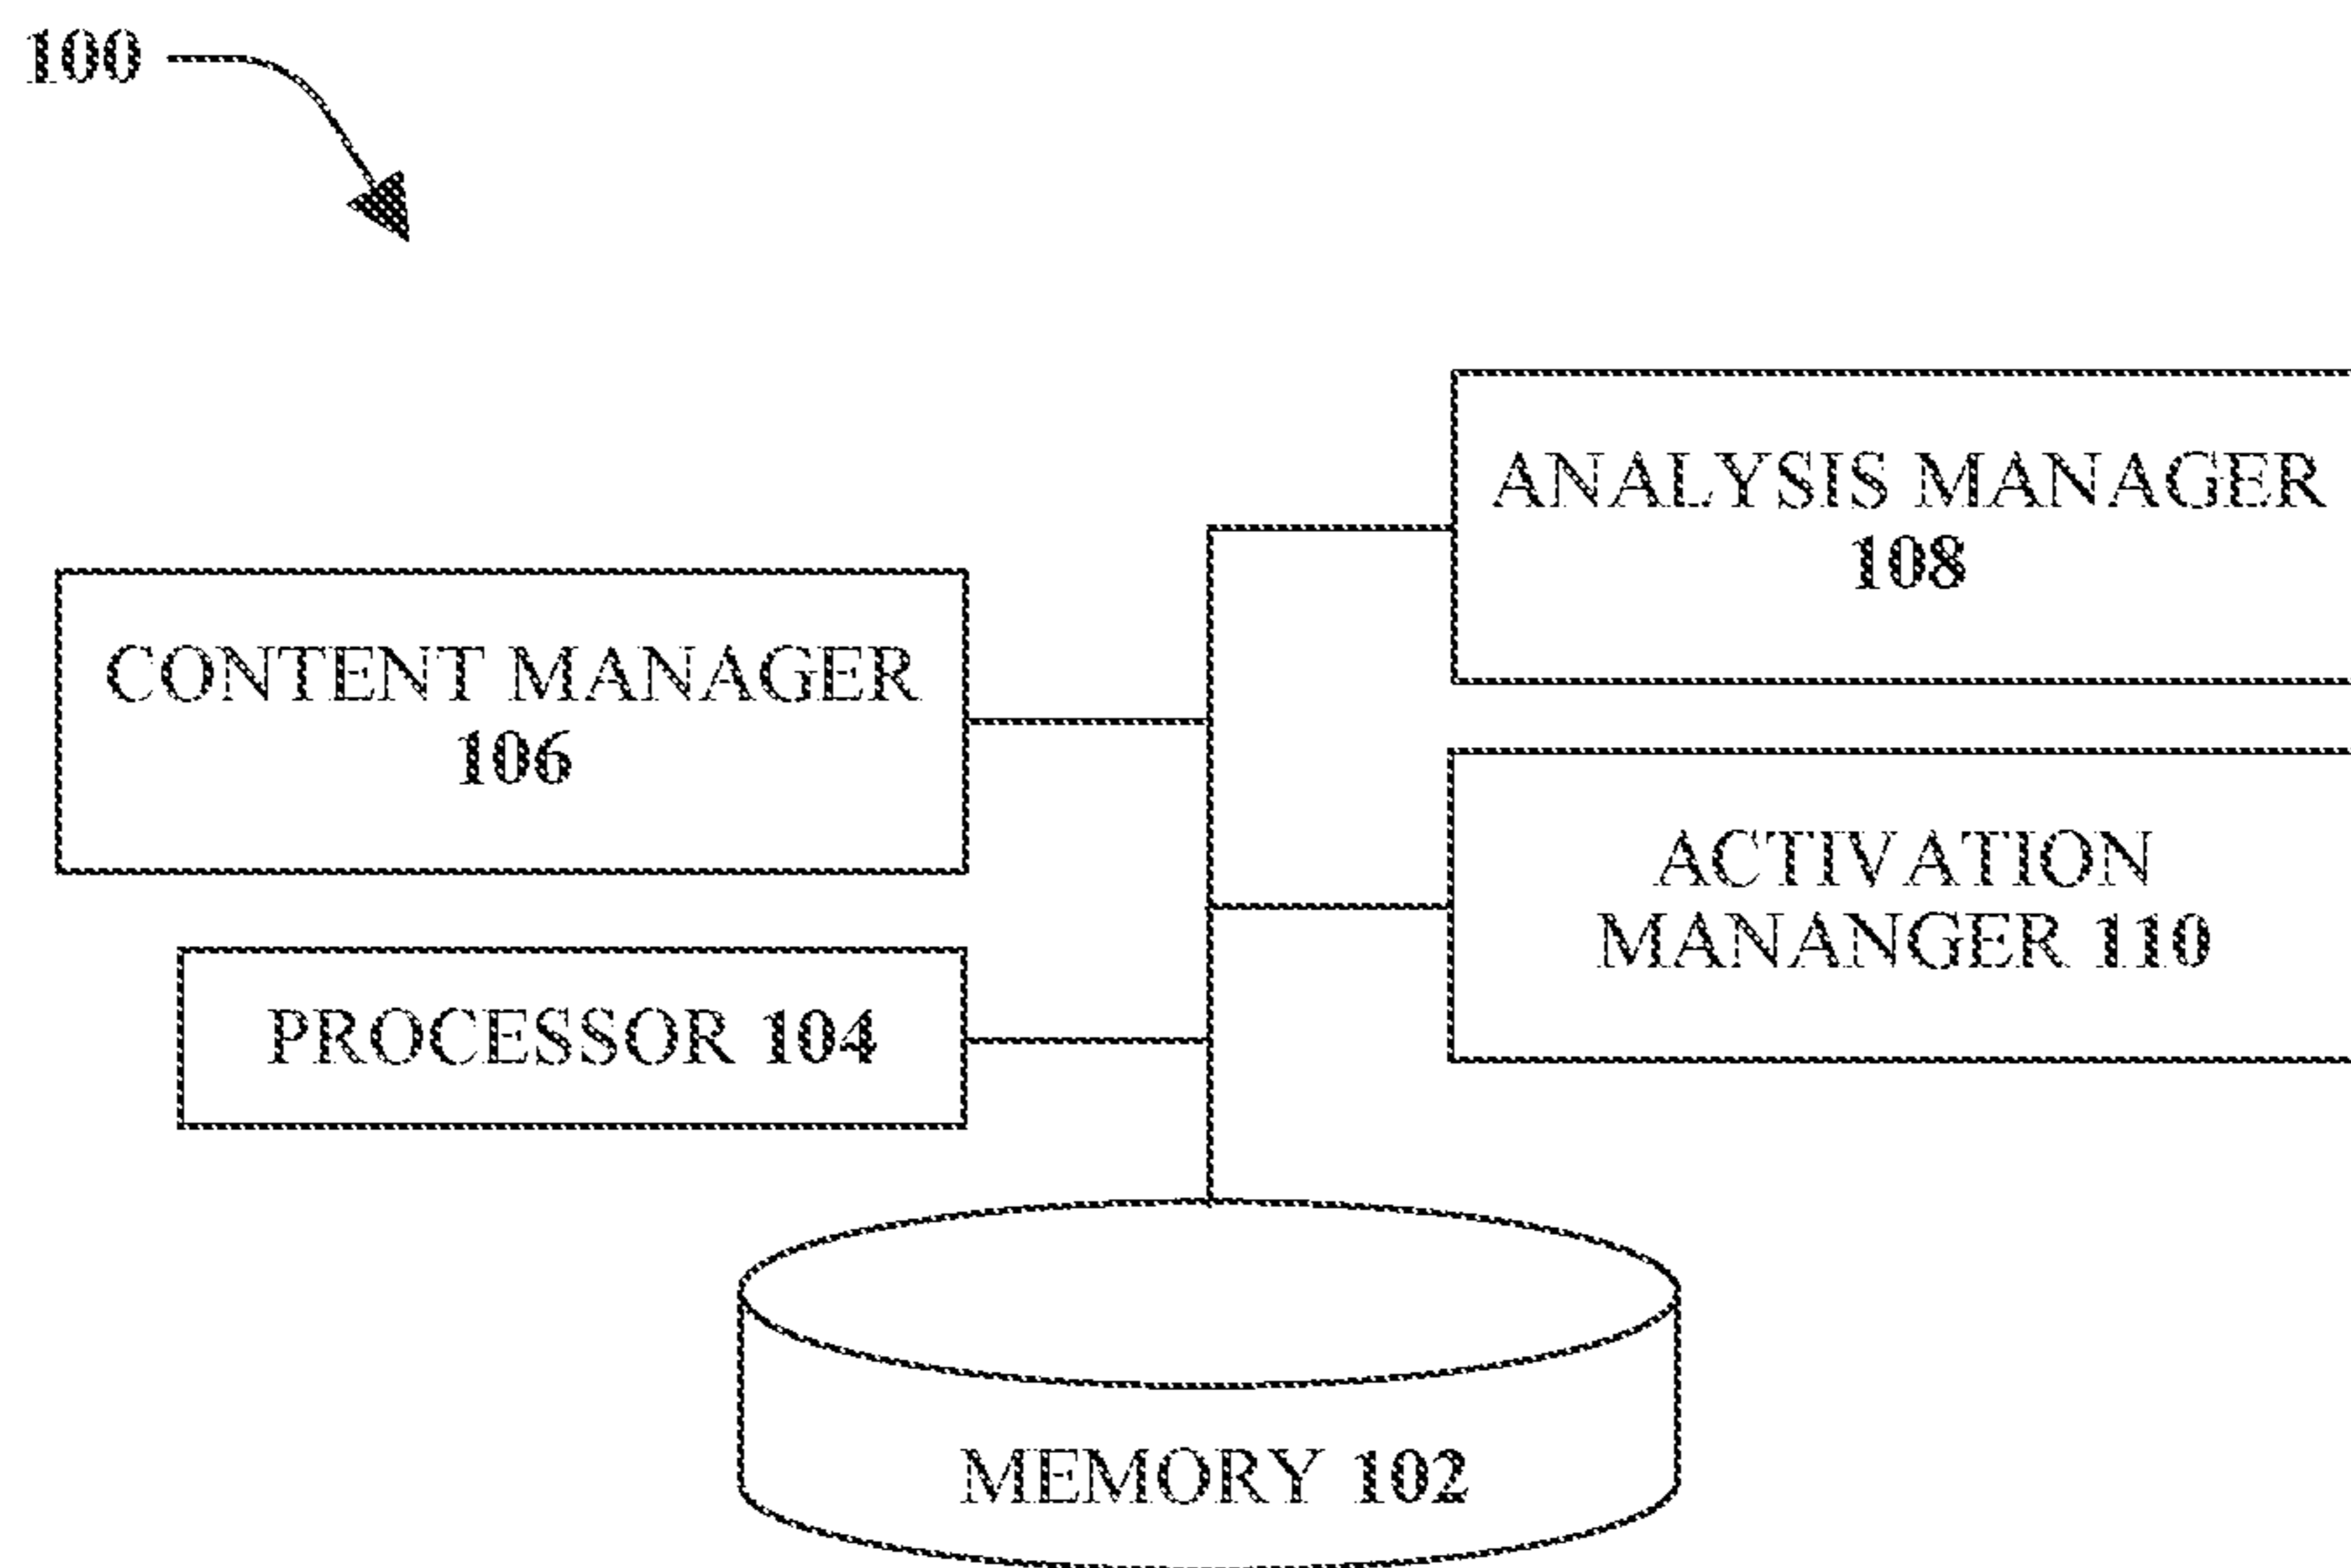 100
ANALYSIS MANAGER
108
CONTENT MANAGER
106
ACTIVATION
MANANGER 110
PROCESSOR 104
MEMORY 102